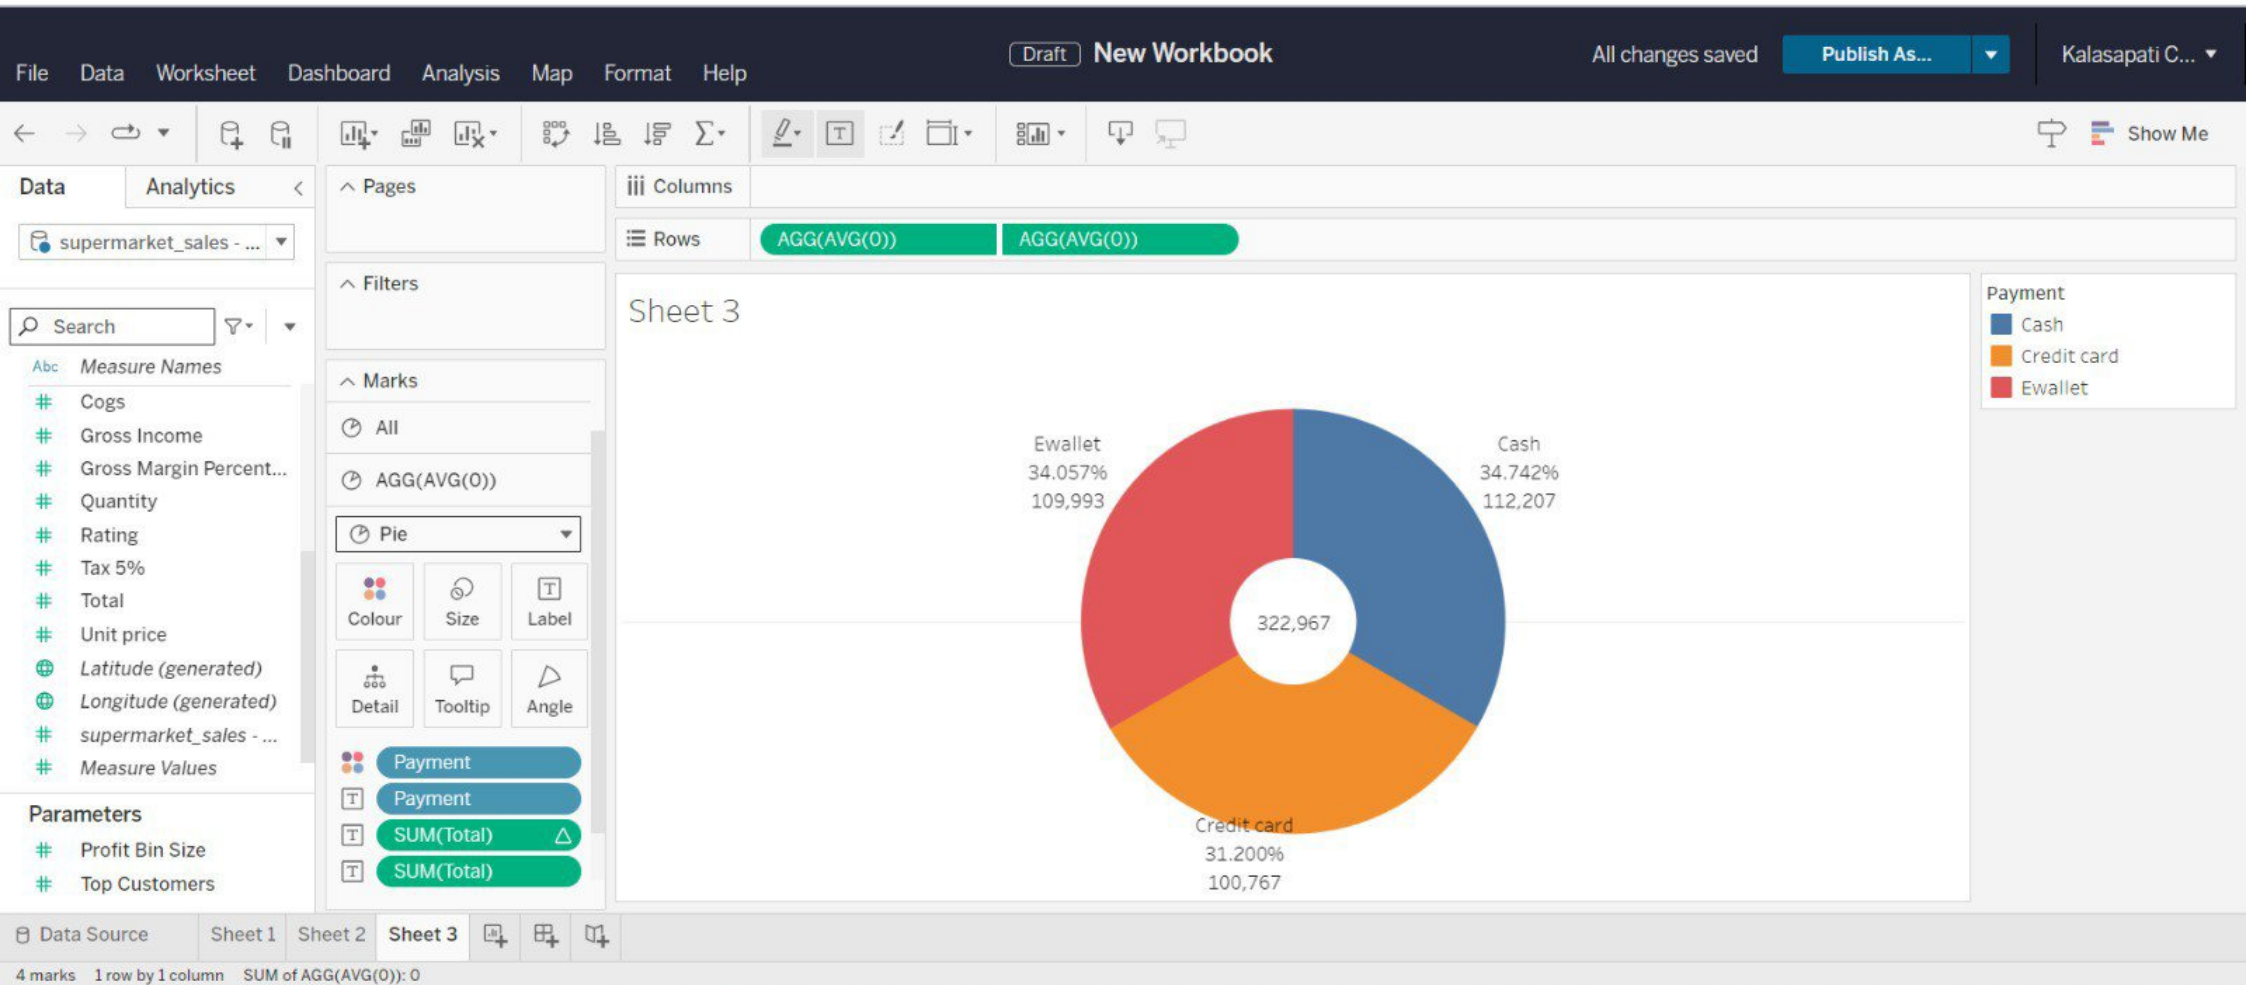 Draft New Workbook
All changes saved
Publish As...
Kalasapati C...
File Data Worksheet Dashboard Analysis Map Format Help
Show Me
Data Analytics
supermarket_sales - ...
Search
Abc Measure Names
Cogs
Gross Income
Gross Margin Percent...
Quantity
Rating
Tax 5%
Total
Unit price
Latitude (generated)
Longitude (generated)
supermarket_sales - ...
Measure Values
Parameters
Profit Bin Size
Top Customers
Pages
Filters
Marks
All
AGG(AVG(0))
Pie
Colour Size Label
Detail Tooltip Angle
Payment
Payment
SUM(Total)
SUM(Total)
Columns
Rows AGG(AVG(0)) AGG(AVG(0))
Sheet 3
Ewallet
34.057%
109,993
Cash
34.742%
112,207
322,967
Credit card
31.200%
100,767
Payment
Cash
Credit card
Ewallet
Data Source Sheet 1 Sheet 2 Sheet 3
4 marks 1 row by 1 column SUM of AGG(AVG(0)): 0